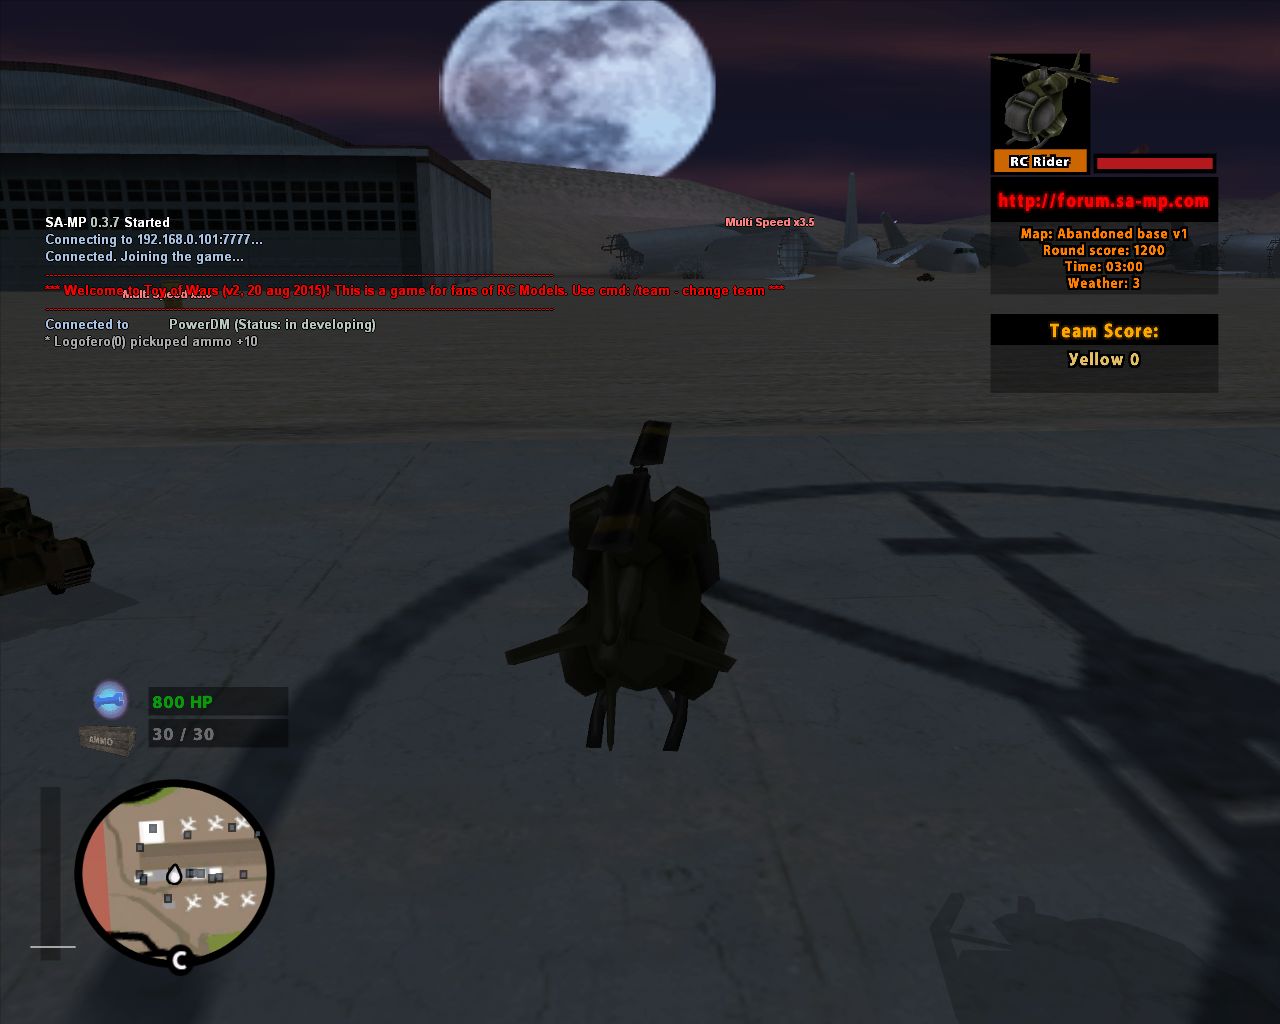 RC Rider
http://forum.sa-mp.com
Map: Abandoned base v1
Round score: 1200
Time: 03:00
Weather: 3
Team Score:
Yellow 0
SA-MP 0.3.7 Started
Connecting to 192.168.0.101:7777...
Connected. Joining the game...
Multi Speed x3.5
*** Welcome to Toy of Wars (v2, 20 aug 2015)! This is a game for fans of RC Models. Use cmd: /team - change team ***
Multi Speed
Connected to PowerDM (Status: in developing)
* Logofero(0) pickuped ammo +10
800 HP
AMMO
30 / 30
C